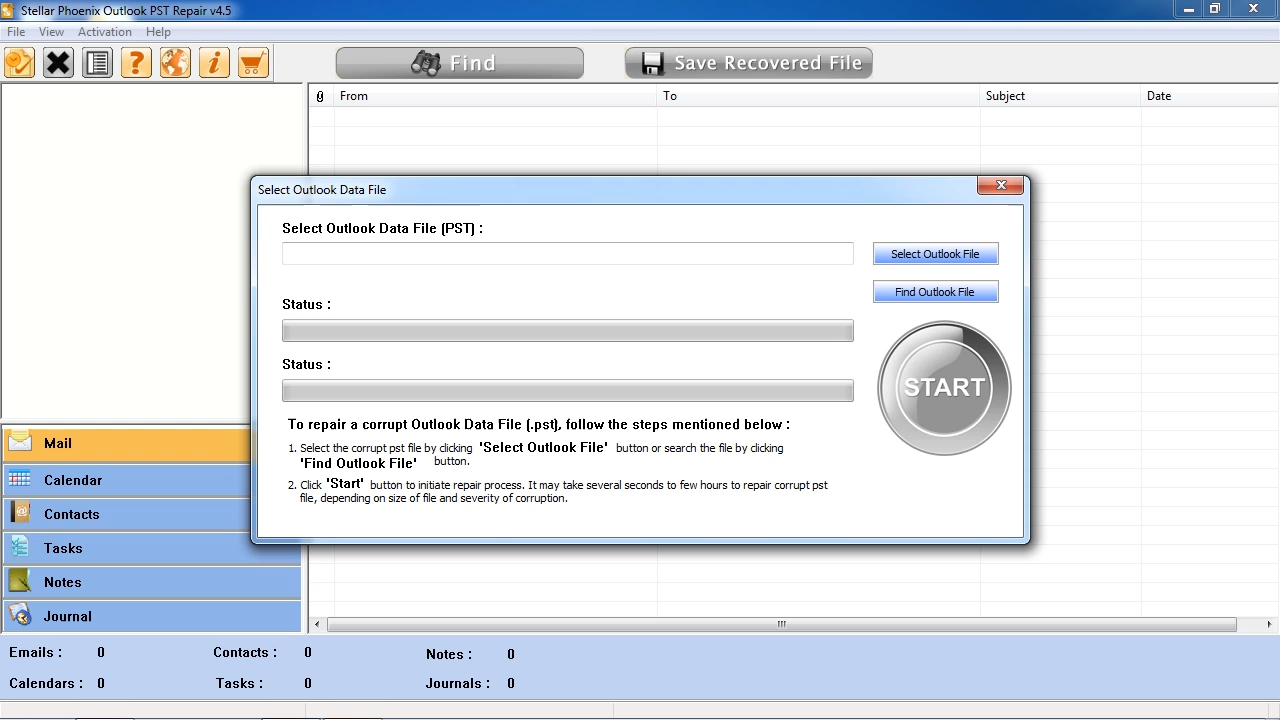 Stellar Phoenix Outlook PST Repair v4.5
File View Activation Help
Find
Save Recovered File
From To Subject Date
Select Outlook Data File
Select Outlook Data File (PST) :
Select Outlook File
Find Outlook File
Status :
START
Status :
To repair a corrupt Outlook Data File (.pst), follow the steps mentioned below :
1. Select the corrupt pst file by clicking 'Select Outlook File' button or search the file by clicking
'Find Outlook File' button.
2. Click 'Start' button to initiate repair process. It may take several seconds to few hours to repair corrupt pst
file, depending on size of file and severity of corruption.
Mail
Calendar
Contacts
Tasks
Notes
Journal
Emails : 0 Contacts : 0 Notes : 0
Calendars : 0 Tasks : 0 Journals : 0